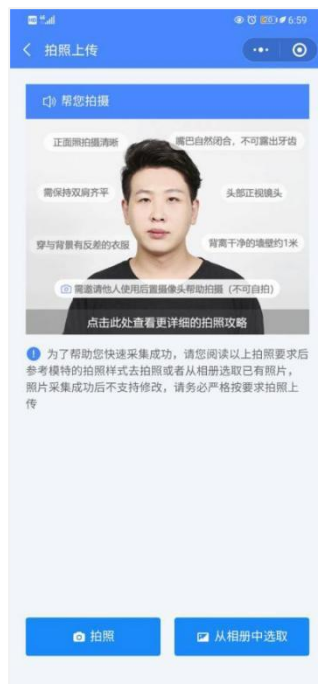 6:59
拍照上传
帮您拍摄
正面照拍摄清晰
嘴巴自然闭合，不可露出牙齿
需保持双肩齐平
头部正视镜头
穿与背景有反差的衣服
背离干净的墙壁约1米
需邀请他人使用后置摄像头帮助拍摄（不可自拍）
点击此处查看更详细的拍照攻略
为了帮助您快速采集成功，请您阅读以上拍照要求后
参考模特的拍照样式去拍照或者从相册选取已有照片，
照片采集成功后不支持修改，请务必严格按要求拍照上
传
拍照
从相册中选取